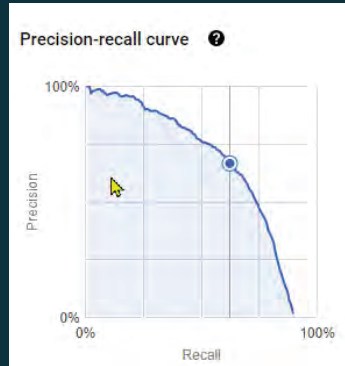 Precision-recall curve ?
100%
Precision
0%
0%
100%
Recall